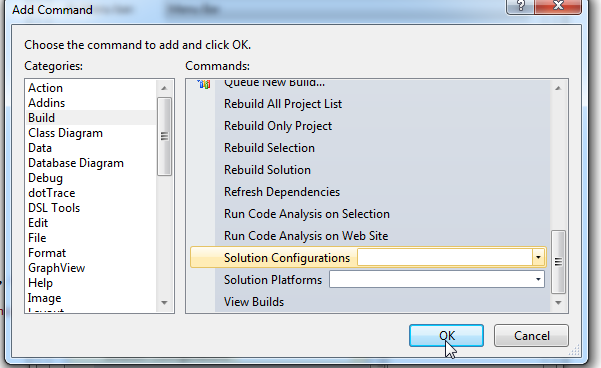 Add Command
Choose the command to add and click OK.
Categories:
Commands:
Action
Addins
Build
Class Diagram
Data
Database Diagram
Debug
dotTrace
DSL Tools
Edit
File
Format
GraphView
Help
Image
Layout
Queue New Build...
Rebuild All Project List
Rebuild Only Project
Rebuild Selection
Rebuild Solution
Refresh Dependencies
Run Code Analysis on Selection
Run Code Analysis on Web Site
Solution Configurations
Solution Platforms
View Builds
OK
Cancel